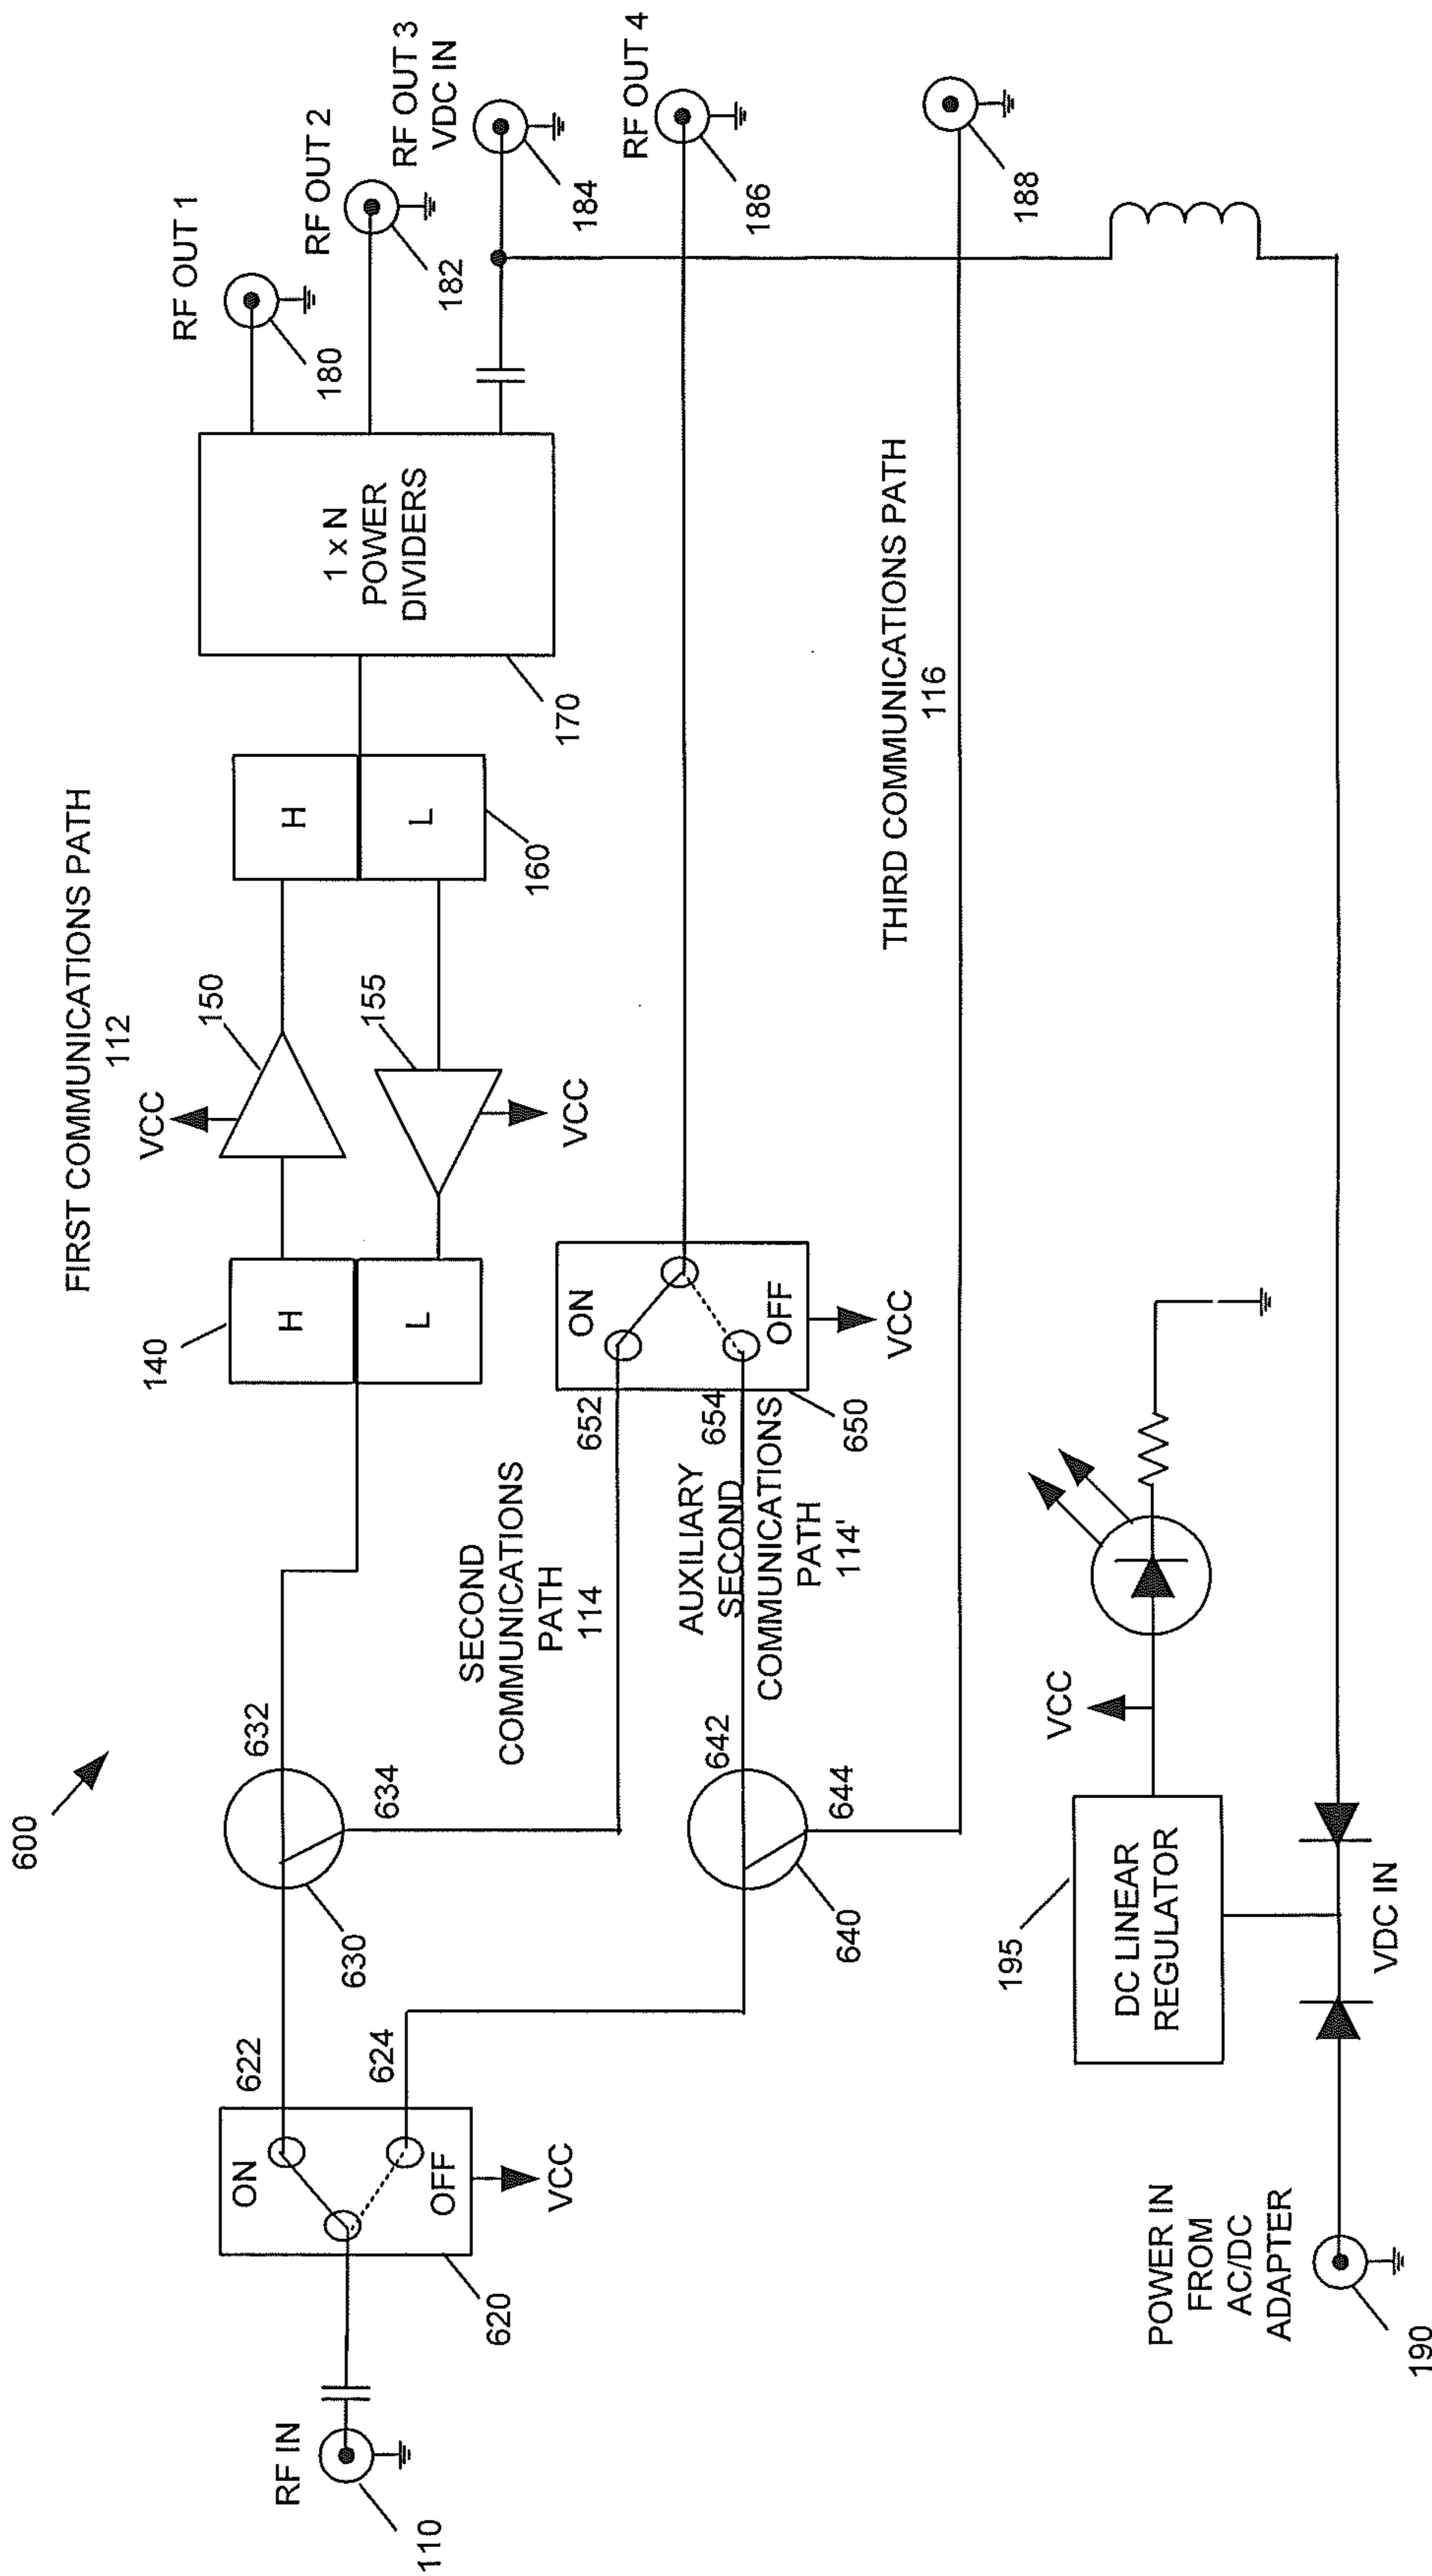 600
FIRST COMMUNICATIONS PATH
112
RF IN
110
ON
OFF
620
VCC
622
624
630
632
634
640
642
644
SECOND
COMMUNICATIONS
PATH
114
AUXILIARY
SECOND
COMMUNICATIONS
PATH
114'
652
654
ON
OFF
650
VCC
140
H
L
VCC
150
155
VCC
H
L
160
1 x N
POWER
DIVIDERS
170
RF OUT 1
180
RF OUT 2
182
RF OUT 3
VDC IN
184
RF OUT 4
186
THIRD COMMUNICATIONS PATH
116
188
POWER IN
FROM
AC/DC
ADAPTER
190
195
DC LINEAR
REGULATOR
VDC IN
VCC